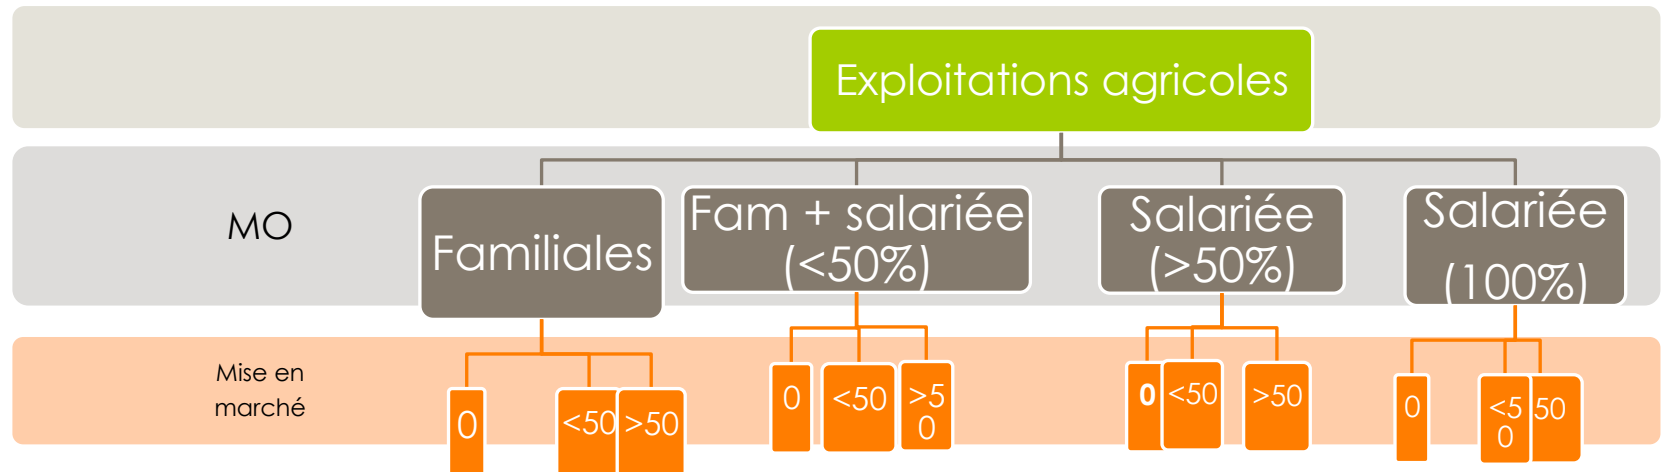 Exploitations agricoles
MO
Familiales
Fam + salariée
(<50%)
Salariée
(>50%)
Salariée
(100%)
Mise en
marché
0
<50
>50
0
<50
>5
0
0
<50
>50
0
<5
0
50